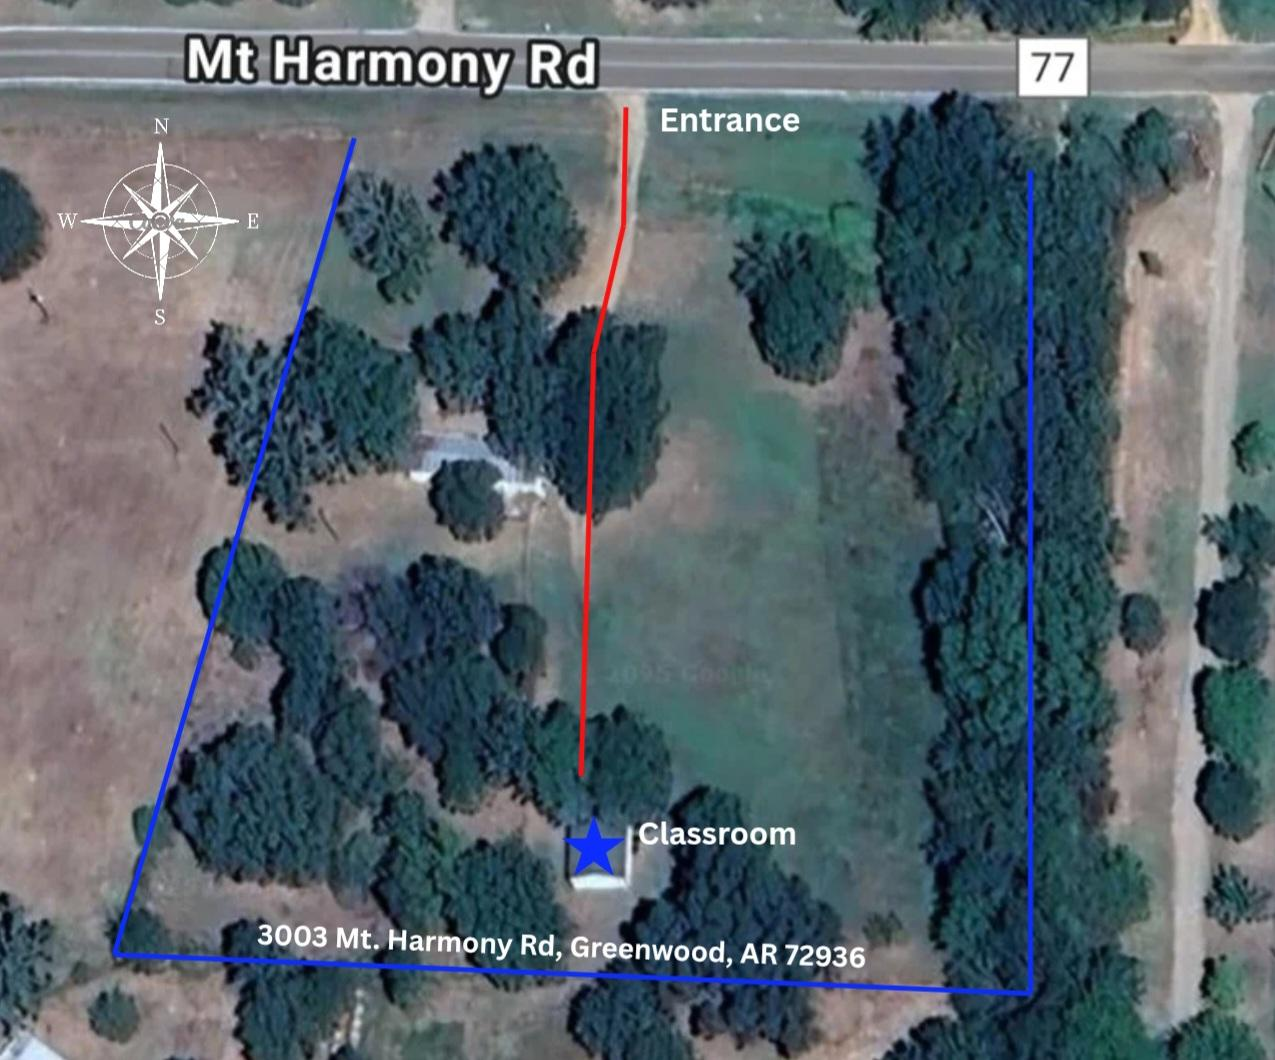 Mt Harmony Rd
77
Entrance
N
W
E
S
Classroom
3003 Mt. Harmony Rd, Greenwood, AR 72936